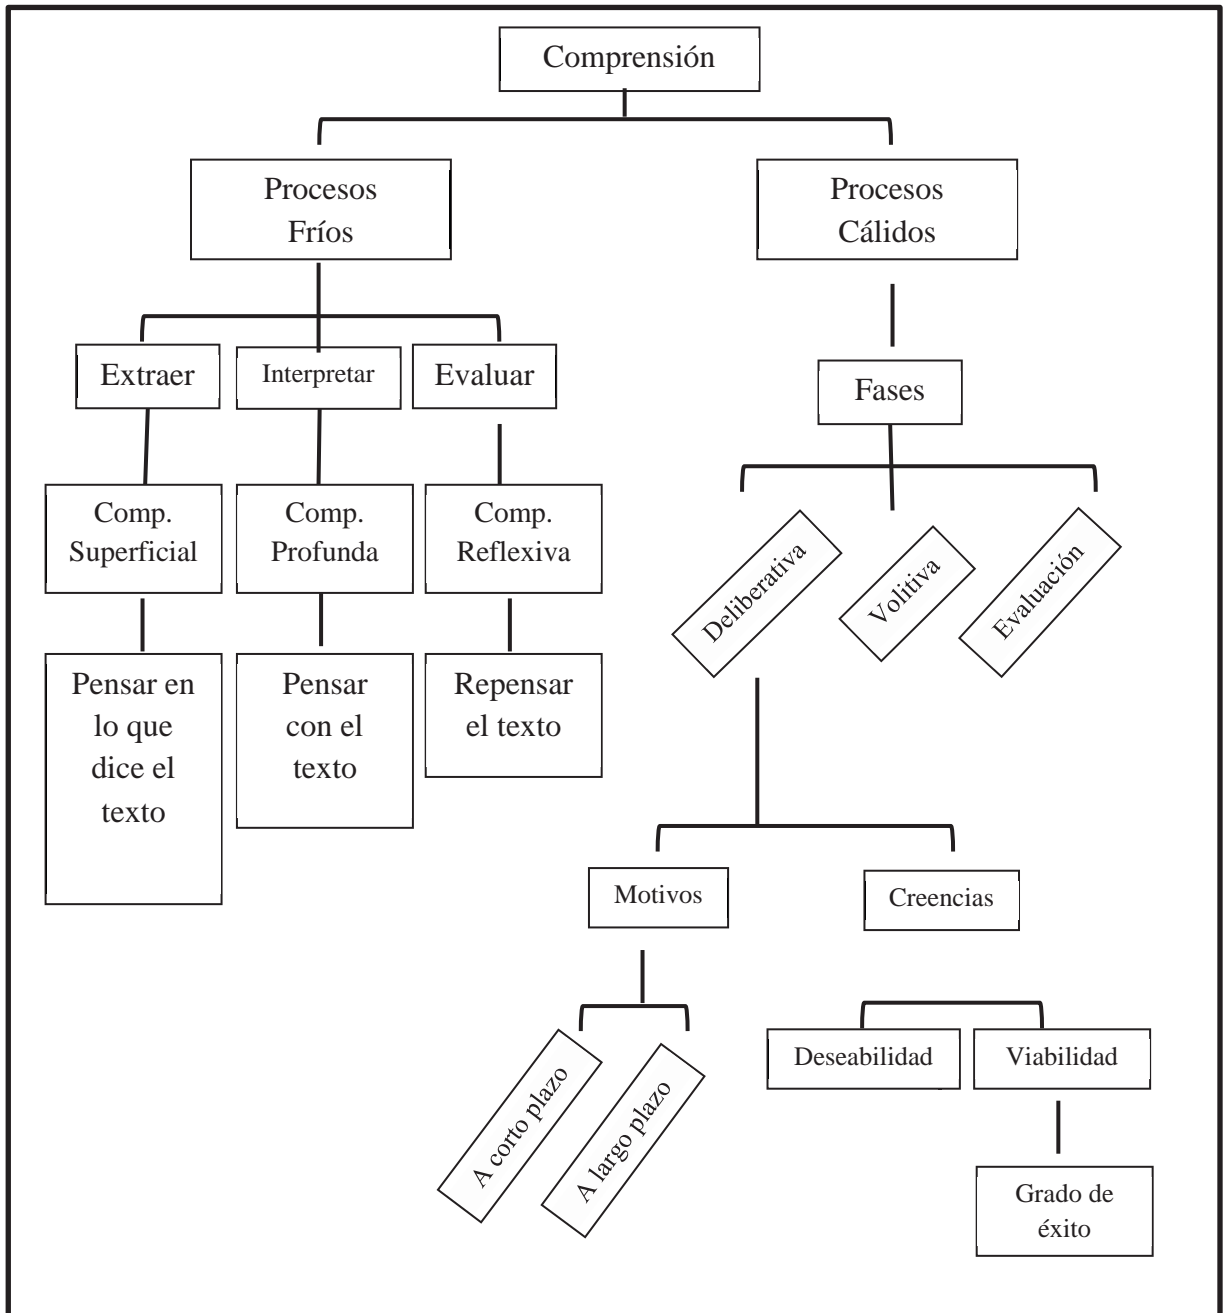 Comprensión
Procesos
Fríos
Procesos
Cálidos
Extraer
Interpretar
Evaluar
Fases
Comp.
Superficial
Comp.
Profunda
Comp.
Reflexiva
Deliberativa
Volitiva
Evaluación
Pensar en
lo que
dice el
texto
Pensar
con el
texto
Repensar
el texto
Motivos
Creencias
A corto plazo
A largo plazo
Deseabilidad
Viabilidad
Grado de
éxito